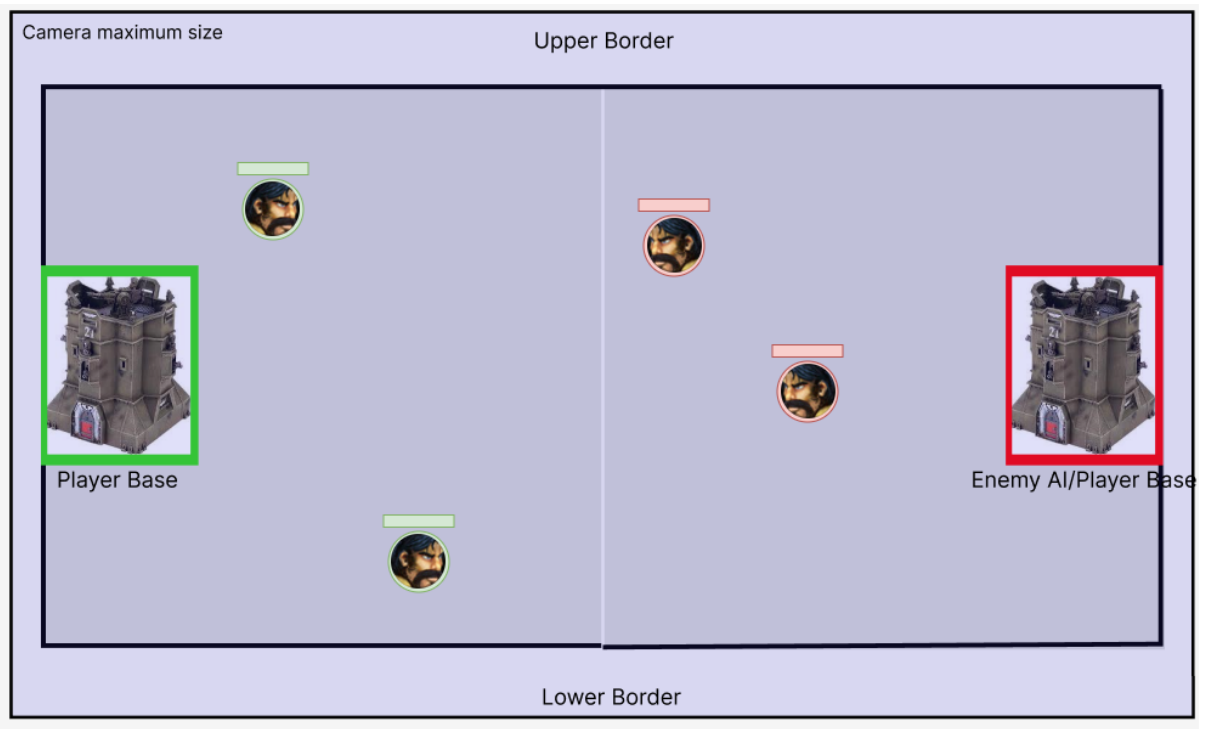 Camera maximum size
Upper Border
Player Base
Enemy AI/Player Base
Lower Border